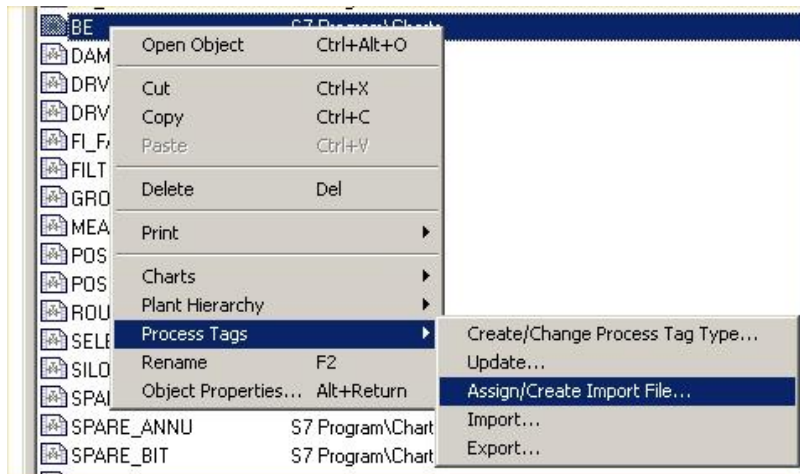 BE S7 Program\Charts
Open Object Ctrl+Alt+O
DAM
DRV
Cut Ctrl+X
DRV
Copy Ctrl+C
FI_FA
Paste Ctrl+V
FILT
Delete Del
GRO
MEA
Print
POS
POS
Charts
ROU
Plant Hierarchy
SELE
Process Tags
Create/Change Process Tag Type...
SILO
Rename F2
Update...
SPAR
Object Properties... Alt+Return
Assign/Create Import File...
SPARE_ANNU S7 Program\Chart
Import...
SPARE_BIT S7 Program\Chart
Export...